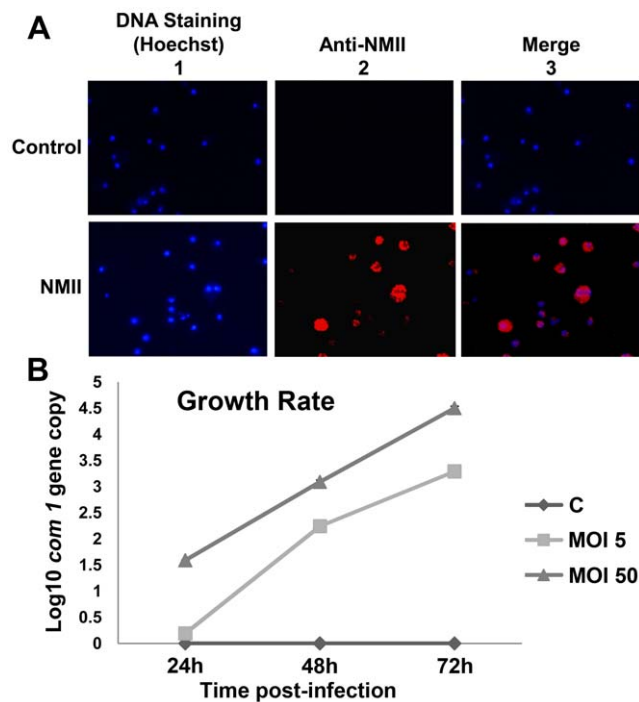 A
DNA Staining
(Hoechst)
1
Anti-NMII
2
Merge
3
Control
NMII
B
Growth Rate
Log10 com 1 gene copy
5
4.5
4
3.5
3
2.5
2
1.5
1
0.5
0
24h
48h
72h
Time post-infection
C
MOI 5
MOI 50